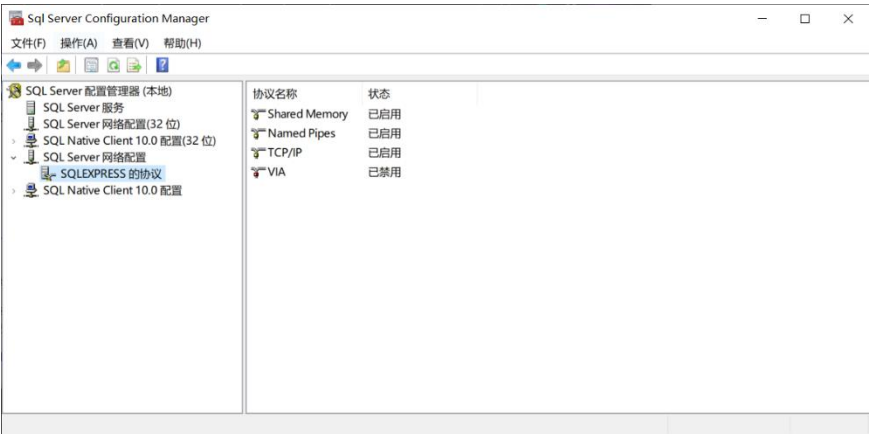 Sql Server Configuration Manager
文件(F) 操作(A) 查看(V) 帮助(H)
SQL Server 配置管理器 (本地)
SQL Server 服务
SQL Server 网络配置(32 位)
SQL Native Client 10.0 配置(32 位)
SQL Server 网络配置
SQLEXPRESS 的协议
SQL Native Client 10.0 配置
协议名称 状态
Shared Memory 已启用
Named Pipes 已启用
TCP/IP 已启用
VIA 已禁用